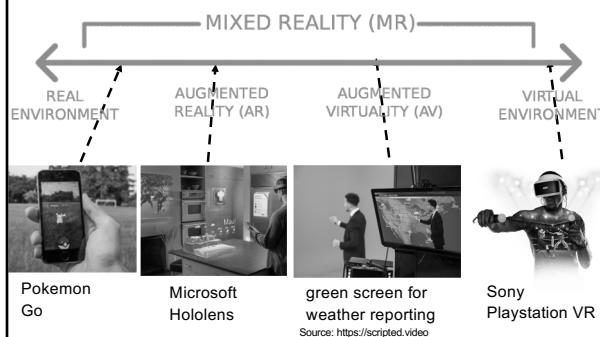 MIXED REALITY (MR)
REAL
ENVIRONMENT
AUGMENTED
REALITY (AR)
AUGMENTED
VIRTUALITY (AV)
VIRTUAL
ENVIRONMENT
Pokemon
Go
Microsoft
Hololens
green screen for
weather reporting
Source: https://scripted.video
Sony
Playstation VR